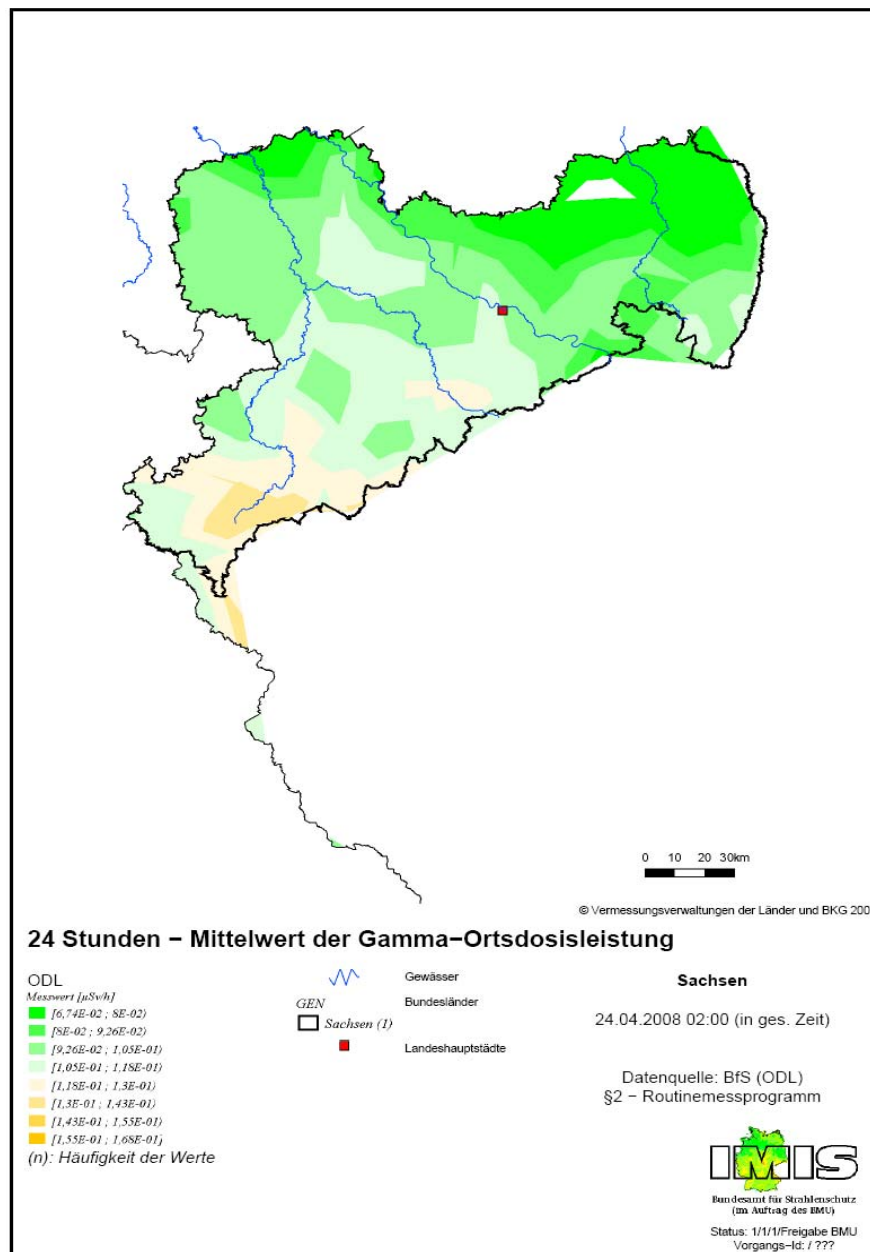 0 10 20 30km
© Vermessungsverwaltungen der Länder und BKG 200
24 Stunden – Mittelwert der Gamma–Ortsdosisleistung
ODL
Messwert [µSv/h]
[6,74E-02 ; 8E-02)
[8E-02 ; 9,26E-02)
[9,26E-02 ; 1,05E-01)
[1,05E-01 ; 1,18E-01)
[1,18E-01 ; 1,3E-01)
[1,3E-01 ; 1,43E-01)
[1,43E-01 ; 1,55E-01)
[1,55E-01 ; 1,68E-01]
(n): Häufigkeit der Werte
Gewässer
GEN
Bundesländer
Sachsen (1)
Landeshauptstädte
Sachsen
24.04.2008 02:00 (in ges. Zeit)
Datenquelle: BfS (ODL)
§2 – Routinemessprogramm
IMIS
Bundesamt für Strahlenschutz
(im Auftrag des BMU)
Status: 1/1/1/Freigabe BMU
Vorgangs–Id: / ???